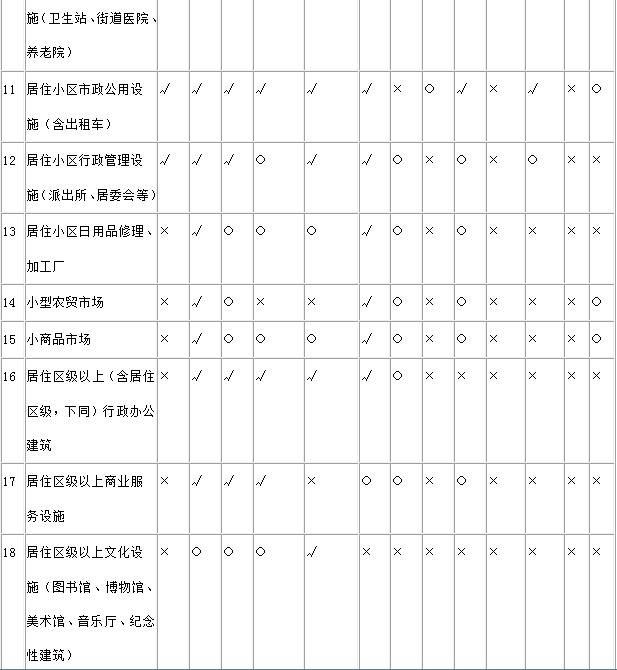 施（卫生站、街道医院、
养老院）
11 居住小区市政公用设 √ √ √ √ √ √ × ○ √ × √ × ○
施（含出租车）
12 居住小区行政管理设 √ √ √ ○ √ √ ○ × ○ × ○ × ×
施（派出所、居委会等）
13 居住小区日用品修理、 × √ ○ ○ ○ √ ○ × ○ × × × ×
加工厂
14 小型农贸市场 × √ ○ × × √ ○ × ○ × × × ○
15 小商品市场 × √ ○ ○ ○ √ ○ × ○ × × × ○
16 居住区级以上（含居住 × √ √ √ √ √ ○ × × × × × ×
区级，下同）行政办公
建筑
17 居住区级以上商业服 × √ √ √ × ○ ○ × ○ × × × ×
务设施
18 居住区级以上文化设 × ○ ○ ○ √ × × × × × × × ×
施（图书馆、博物馆、
美术馆、音乐厅、纪念
性建筑）